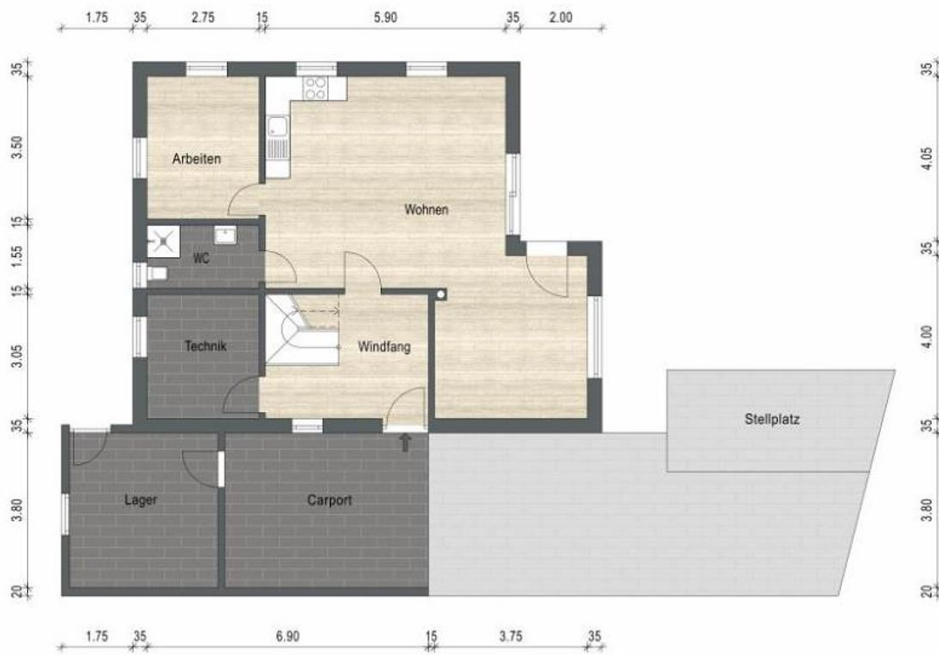 1.75 35 2.75 15 5.90 35 2.00
35
3.50
15
1.55
15
3.05
35
3.80
20
Arbeiten
Wohnen
WC
Technik
Windfang
Stellplatz
Lager
Carport
35
4.05
35
4.00
35
3.80
20
1.75 35 6.90 15 3.75 35